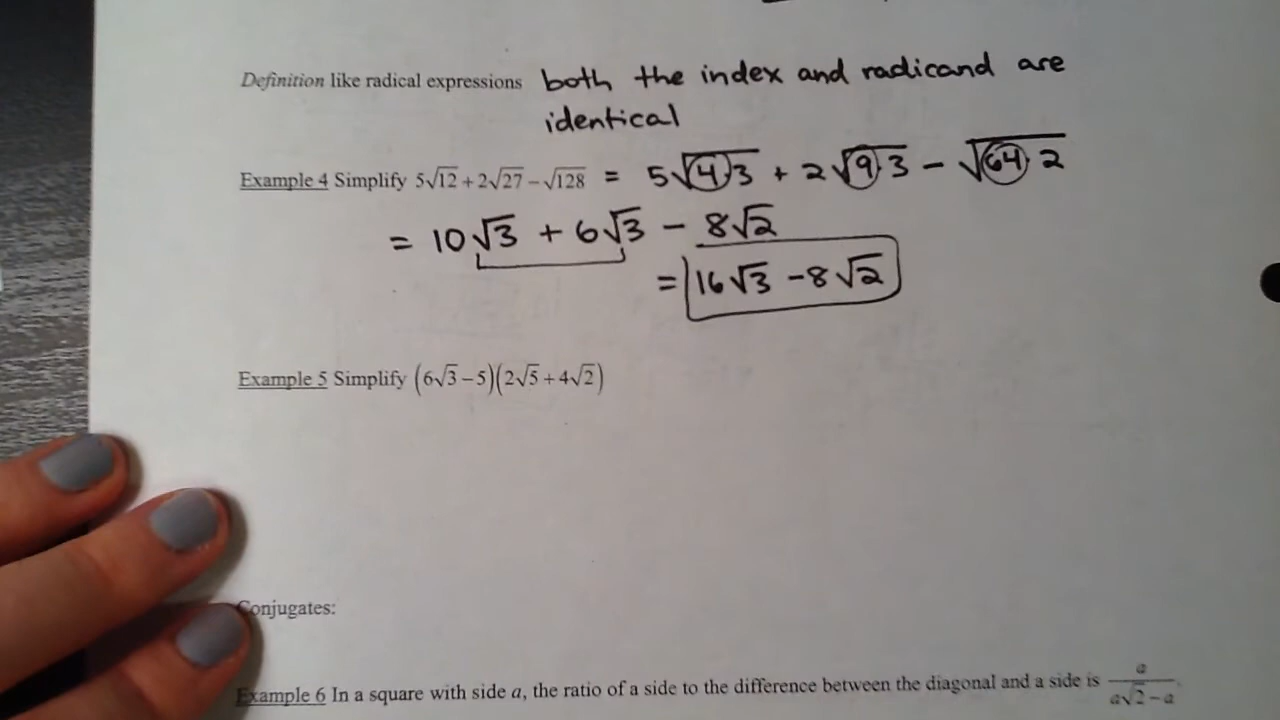 Definition like radical expressions both the index and radicand are
identical
Example 4 Simplify 5√12 + 2√27 − √128 = 5√(4·3) + 2√(9·3) − √(64·2)
= 10√3 + 6√3 − 8√2
= 16√3 − 8√2
Example 5 Simplify (6√3 − 5)(2√5 + 4√2)
Conjugates:
Example 6 In a square with side a, the ratio of a side to the difference between the diagonal and a side is a/(a√2 − a).